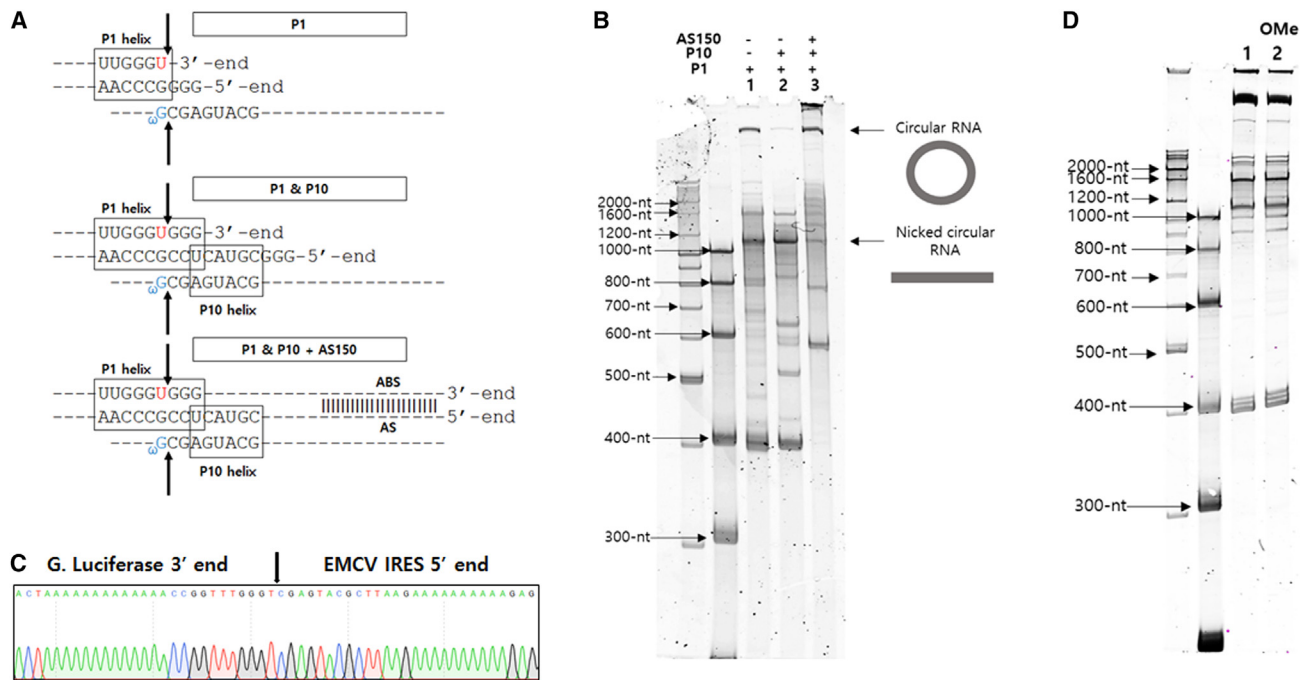 A
P1
P1 helix
----UUGGGU-3′-end
----AACCCGGGG-5′-end
---ωGCGAGUACG--------------------
P1 & P10
P1 helix
----UUGGGUGGG-3′-end
----AACCCGCCUCAUGCGGG-5′-end
---ωGCGAGUACG--------------------
P10 helix
P1 & P10 + AS150
P1 helix
ABS
----UUGGGUGGG--------------------3′-end
----AACCCGCCUCAUGC---------------5′-end
AS
---ωGCGAGUACG--------------------
P10 helix
B
AS150 - - +
P10 - + +
P1 + + +
1 2 3
Circular RNA
Nicked circular
RNA
2000-nt
1600-nt
1200-nt
1000-nt
800-nt
700-nt
600-nt
500-nt
400-nt
300-nt
C
G. Luciferase 3′ end
EMCV IRES 5′ end
ACTAAAAAAAAAAAAACCGGTTTGGGTCGAGTACGCTTAAGAAAAAAAAAAGAG
D
OMe
1 2
2000-nt
1600-nt
1200-nt
1000-nt
800-nt
700-nt
600-nt
500-nt
400-nt
300-nt